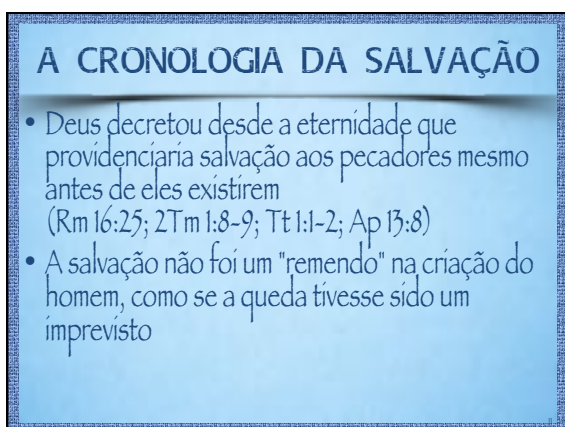 A CRONOLOGIA DA SALVAÇÃO
• Deus decretou desde a eternidade que
providenciaria salvação aos pecadores mesmo
antes de eles existirem
(Rm 16:25; 2Tm 1:8-9; Tt 1:1-2; Ap 13:8)
• A salvação não foi um "remendo" na criação do
homem, como se a queda tivesse sido um
imprevisto